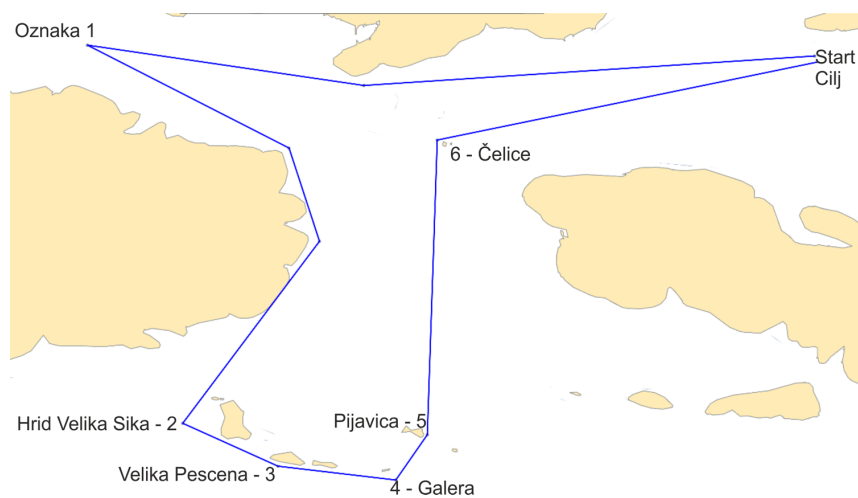 Oznaka 1
Start
Cilj
6 - Čelice
Hrid Velika Sika - 2
Pijavica - 5
Velika Pescena - 3
4 - Galera